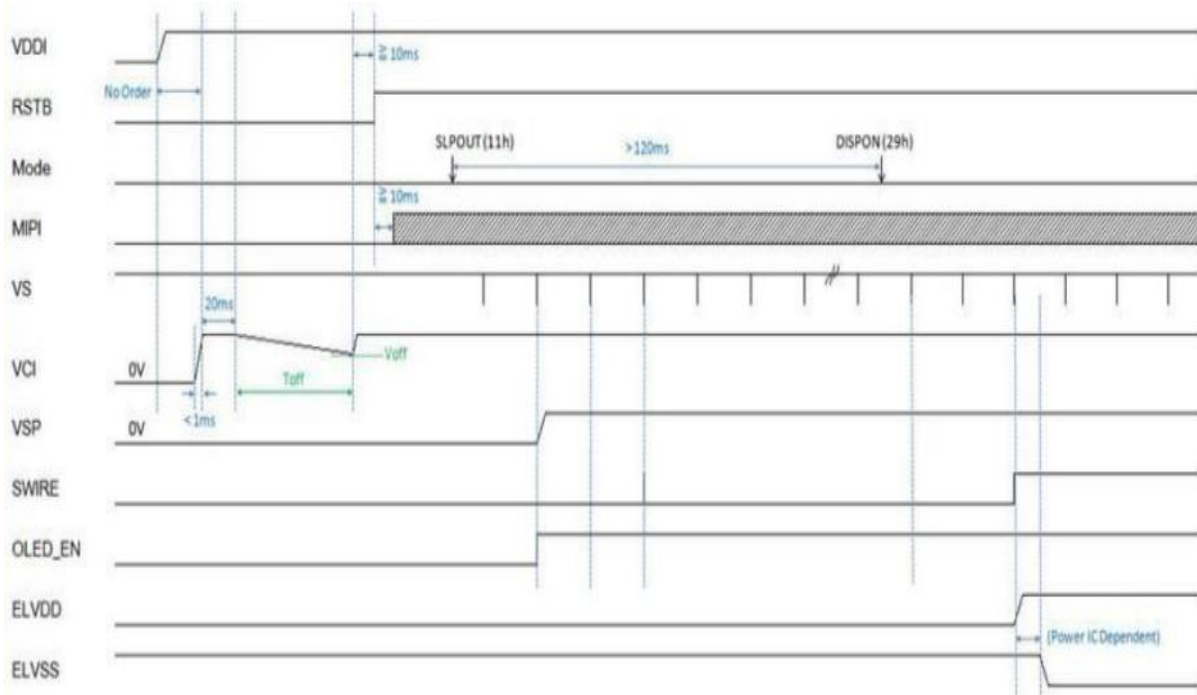 VDDI
≧ 10ms
No Order
RSTB
SLPOUT (11h)
>120ms
DISPON (29h)
Mode
≧ 10ms
MIPI
VS
20ms
VCI
0V
Voff
Toff
<1ms
VSP
0V
SWIRE
OLED_EN
ELVDD
(Power IC Dependent)
ELVSS